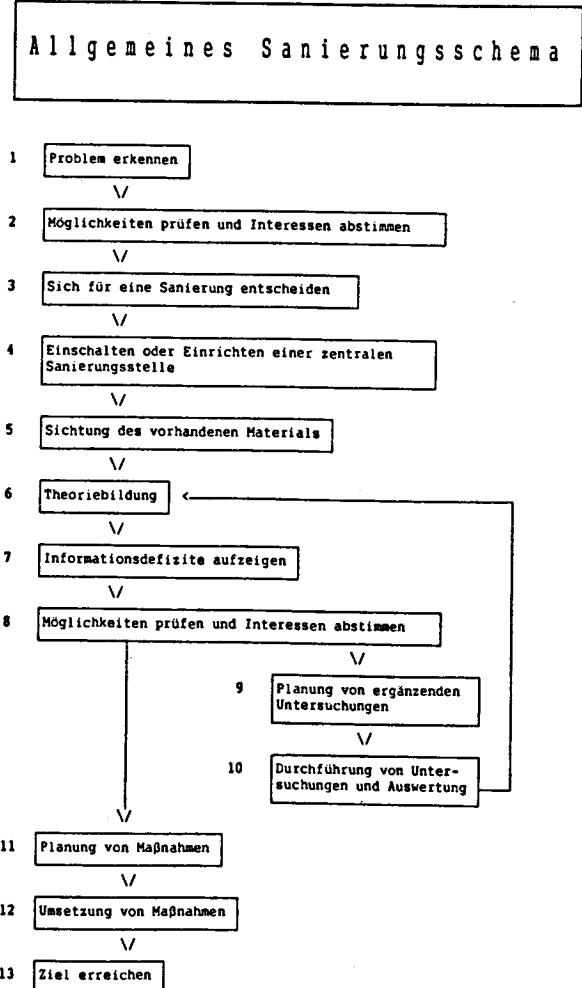 Allgemeines Sanierungsschema
1 Problem erkennen
2 Möglichkeiten prüfen und Interessen abstimmen
3 Sich für eine Sanierung entscheiden
4 Einschalten oder Einrichten einer zentralen
Sanierungsstelle
5 Sichtung des vorhandenen Materials
6 Theoriebildung
7 Informationsdefizite aufzeigen
8 Möglichkeiten prüfen und Interessen abstimmen
9 Planung von ergänzenden
Untersuchungen
10 Durchführung von Unter-
suchungen und Auswertung
11 Planung von Maβnahmen
12 Umsetzung von Maβnahmen
13 Ziel erreichen